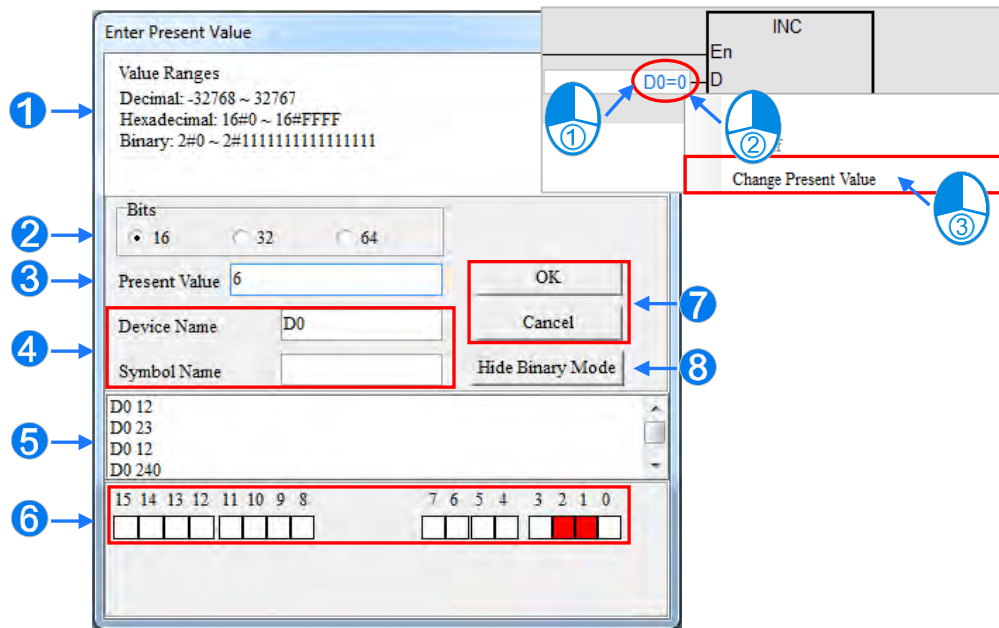 Enter Present Value
Value Ranges
Decimal: -32768 ~ 32767
Hexadecimal: 16#0 ~ 16#FFFF
Binary: 2#0 ~ 2#1111111111111111
INC
En
D0=0
D
①
②
Change Present Value
③
1
Bits
2
16
32
64
3
Present Value
6
OK
Device Name
D0
Cancel
7
4
Symbol Name
Hide Binary Mode
8
D0 12
D0 23
5
D0 12
D0 240
15 14 13 12 11 10 9 8 7 6 5 4 3 2 1 0
6